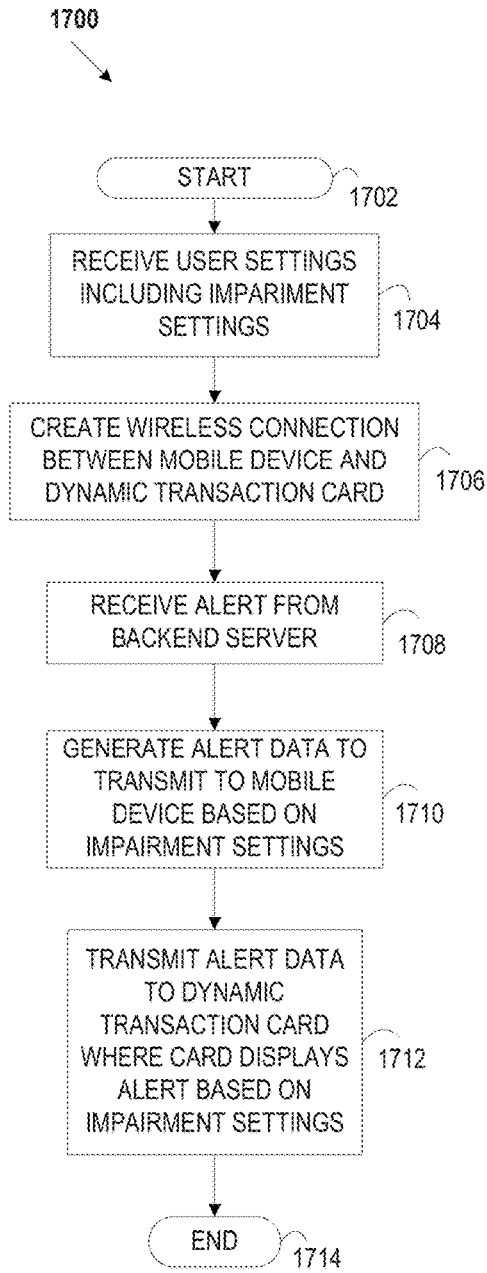 1700
START
1702
RECEIVE USER SETTINGS
INCLUDING IMPARIMENT
SETTINGS
1704
CREATE WIRELESS CONNECTION
BETWEEN MOBILE DEVICE AND
DYNAMIC TRANSACTION CARD
1706
RECEIVE ALERT FROM
BACKEND SERVER
1708
GENERATE ALERT DATA TO
TRANSMIT TO MOBILE
DEVICE BASED ON
IMPAIRMENT SETTINGS
1710
TRANSMIT ALERT DATA
TO DYNAMIC
TRANSACTION CARD
WHERE CARD DISPLAYS
ALERT BASED ON
IMPAIRMENT SETTINGS
1712
END
1714